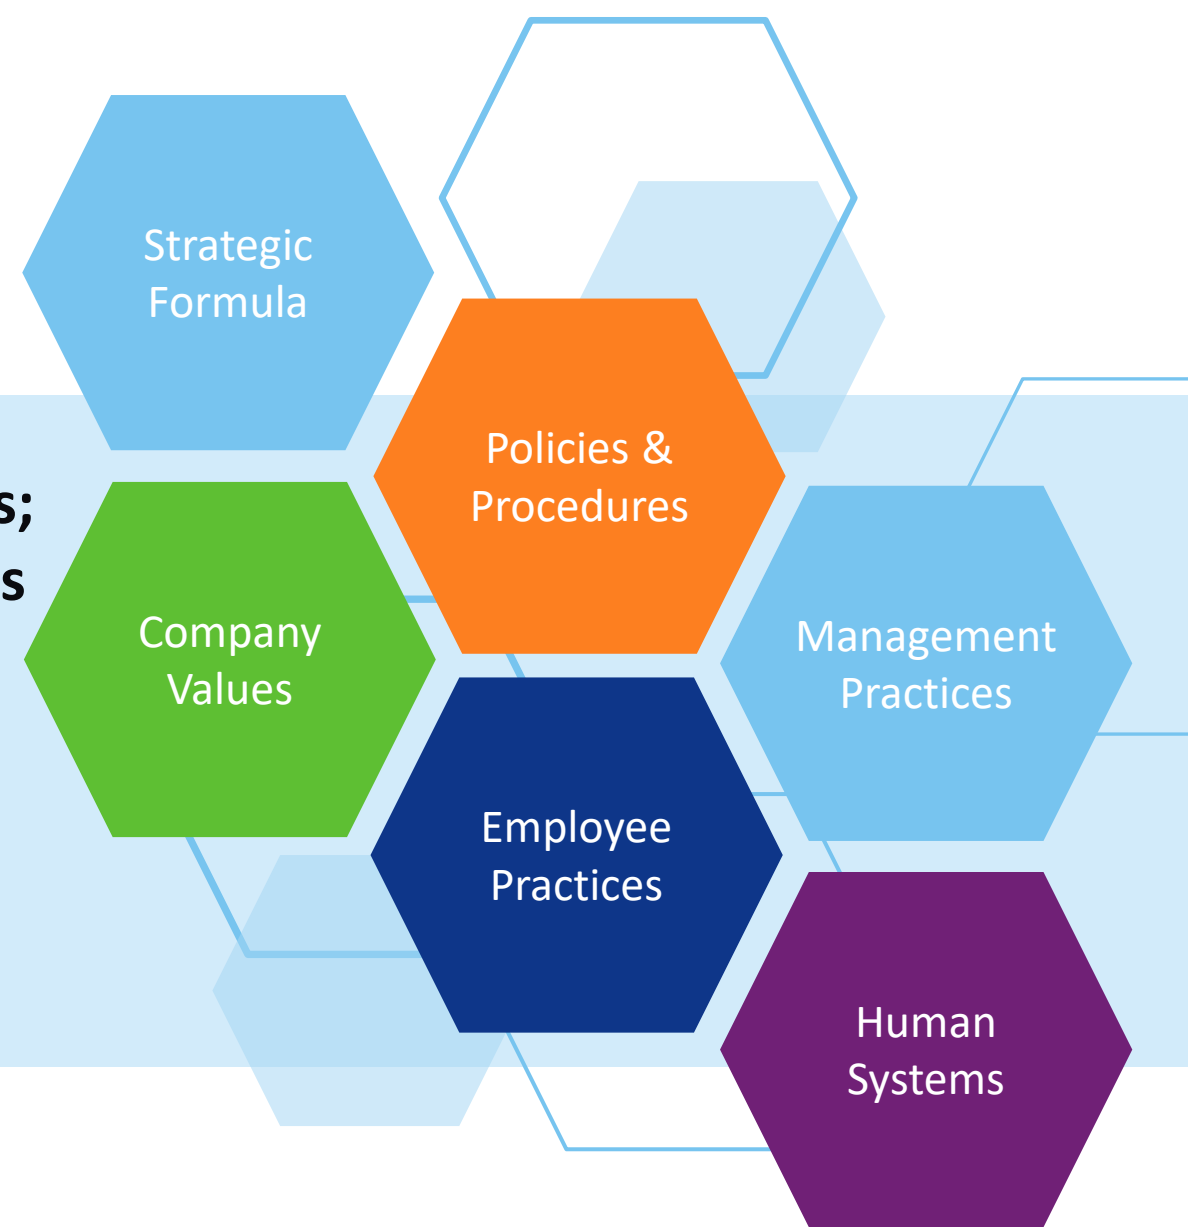 Strategic
Formula
Policies &
Procedures
s;
s
Company
Values
Management
Practices
Employee
Practices
Human
Systems